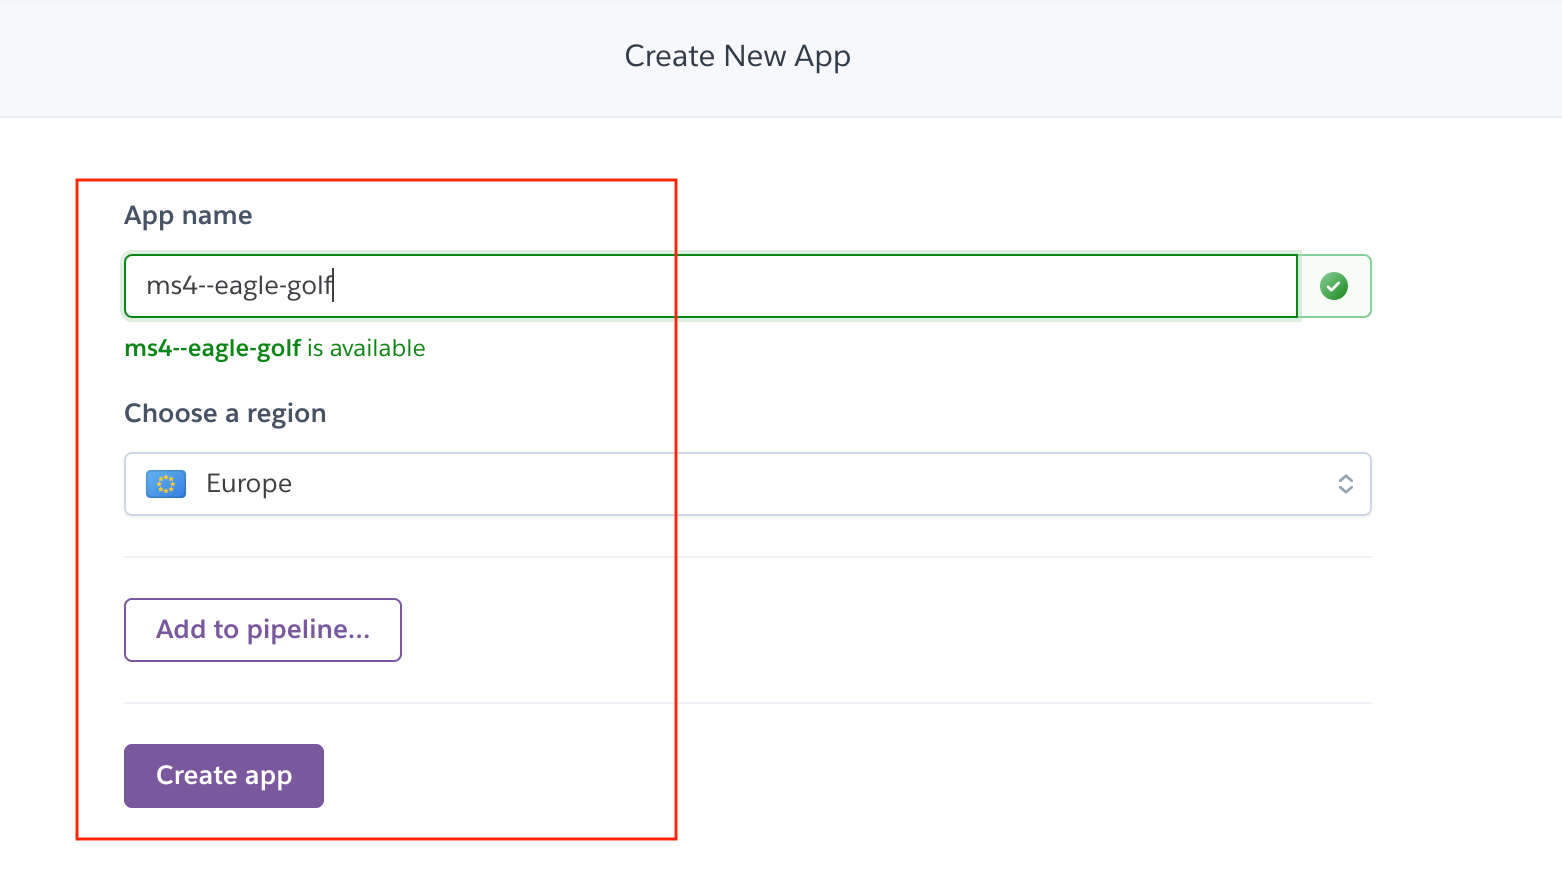 Create New App
App name
ms4--eagle-golf
ms4--eagle-golf is available
Choose a region
Europe
Add to pipeline...
Create app